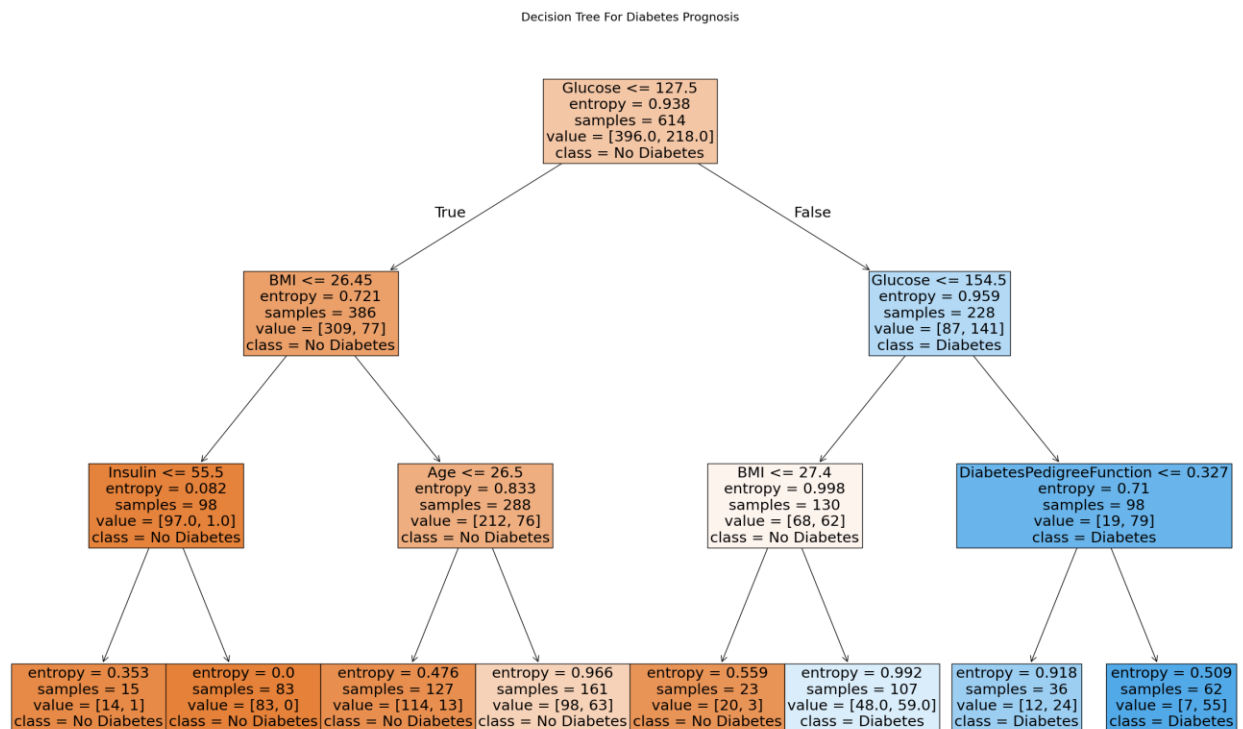 Decision Tree For Diabetes Prognosis
Glucose <= 127.5
entropy = 0.938
samples = 614
value = [396.0, 218.0]
class = No Diabetes
True
False
BMI <= 26.45
entropy = 0.721
samples = 386
value = [309, 77]
class = No Diabetes
Glucose <= 154.5
entropy = 0.959
samples = 228
value = [87, 141]
class = Diabetes
Insulin <= 55.5
entropy = 0.082
samples = 98
value = [97.0, 1.0]
class = No Diabetes
Age <= 26.5
entropy = 0.833
samples = 288
value = [212, 76]
class = No Diabetes
BMI <= 27.4
entropy = 0.998
samples = 130
value = [68, 62]
class = No Diabetes
DiabetesPedigreeFunction <= 0.327
entropy = 0.71
samples = 98
value = [19, 79]
class = Diabetes
entropy = 0.353
samples = 15
value = [14, 1]
class = No Diabetes
entropy = 0.0
samples = 83
value = [83, 0]
class = No Diabetes
entropy = 0.476
samples = 127
value = [114, 13]
class = No Diabetes
entropy = 0.966
samples = 161
value = [98, 63]
class = No Diabetes
entropy = 0.559
samples = 23
value = [20, 3]
class = No Diabetes
entropy = 0.992
samples = 107
value = [48.0, 59.0]
class = Diabetes
entropy = 0.918
samples = 36
value = [12, 24]
class = Diabetes
entropy = 0.509
samples = 62
value = [7, 55]
class = Diabetes